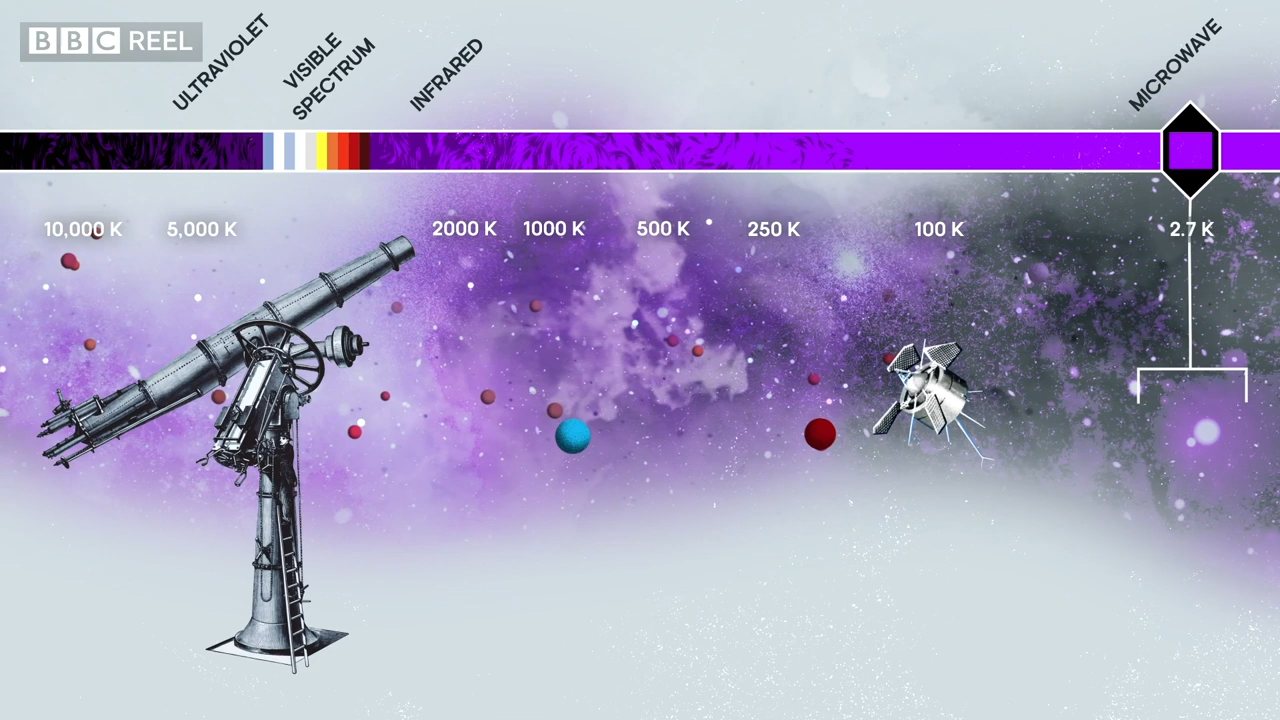 BBC REEL
ULTRAVIOLET
VISIBLE
SPECTRUM
INFRARED
MICROWAVE
10,000 K
5,000 K
2000 K
1000 K
500 K
250 K
100 K
2.7 K